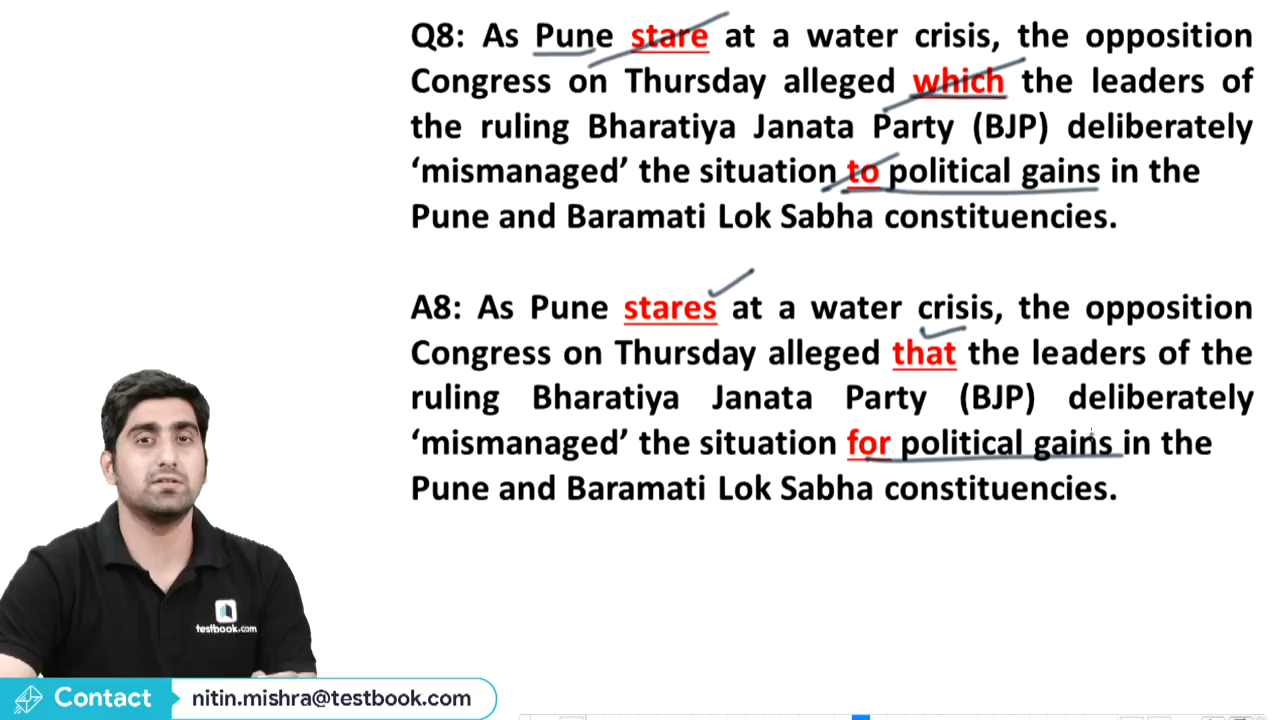 Q8: As Pune stare at a water crisis, the opposition
Congress on Thursday alleged which the leaders of
the ruling Bharatiya Janata Party (BJP) deliberately
‘mismanaged’ the situation to political gains in the
Pune and Baramati Lok Sabha constituencies.
A8: As Pune stares at a water crisis, the opposition
Congress on Thursday alleged that the leaders of the
ruling Bharatiya Janata Party (BJP) deliberately
‘mismanaged’ the situation for political gains in the
Pune and Baramati Lok Sabha constituencies.
testbook.com
Contact nitin.mishra@testbook.com